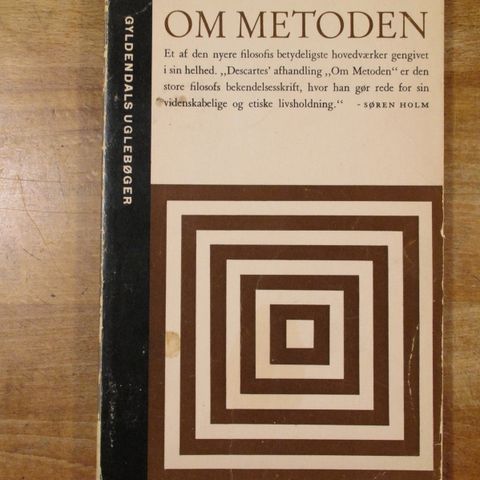 GYLDENDALS UGLEBØGER
OM METODEN
Et af den nyere filosofis betydeligste hovedværker gengivet
i sin helhed. „Descartes' afhandling „Om Metoden“ er den
store filosofs bekendelsesskrift, hvor han gør rede for sin
videnskabelige og etiske livsholdning.“ - SØREN HOLM